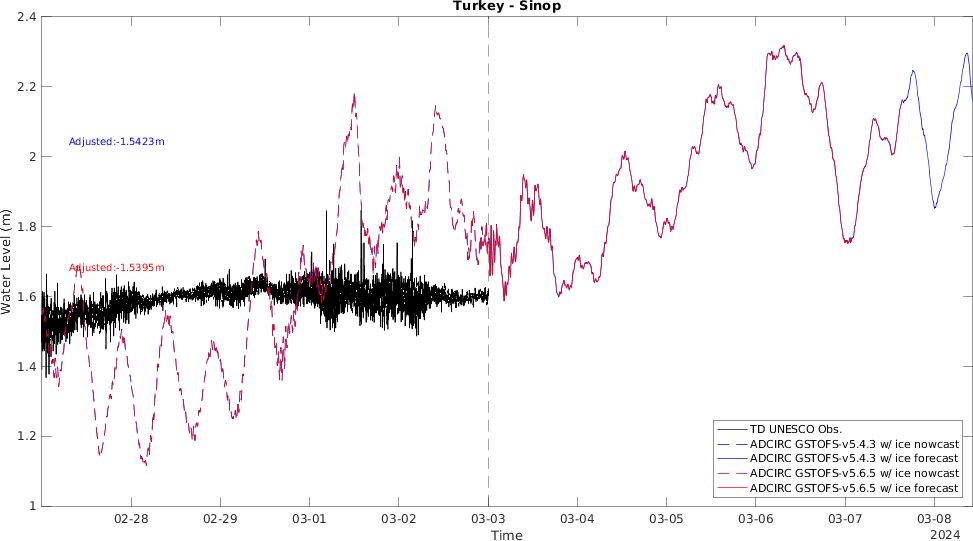 Turkey - Sinop
2.4
2.2
2
1.8
1.6
1.4
1.2
1
Water Level (m)
Adjusted:-1.5423m
Adjusted:-1.5395m
TD UNESCO Obs.
ADCIRC GSTOFS-v5.4.3 w/ ice nowcast
ADCIRC GSTOFS-v5.4.3 w/ ice forecast
ADCIRC GSTOFS-v5.6.5 w/ ice nowcast
ADCIRC GSTOFS-v5.6.5 w/ ice forecast
02-28 02-29 03-01 03-02 03-03 03-04 03-05 03-06 03-07 03-08
Time
2024